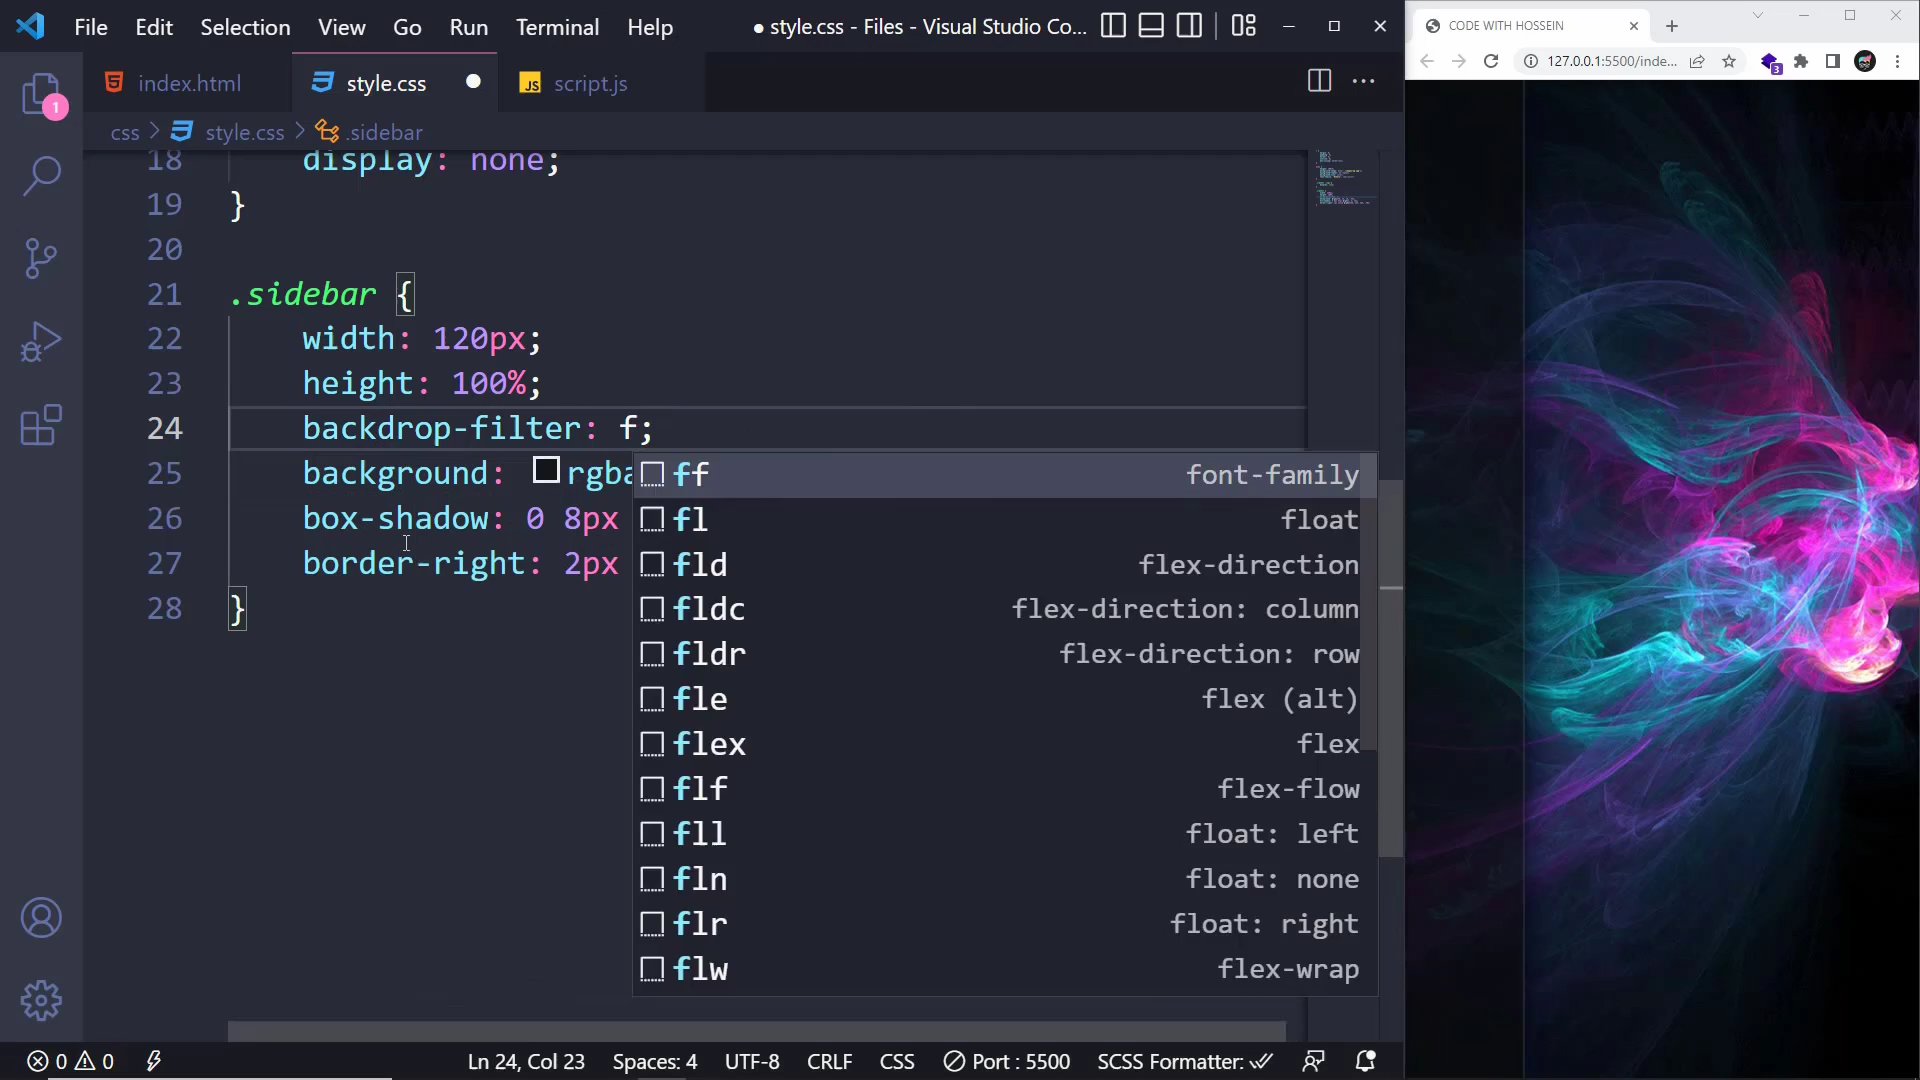 File Edit Selection View Go Run Terminal Help
● style.css - Files - Visual Studio Co...
index.html
style.css
JS script.js
1
css > style.css > .sidebar
18 display: none;
19 }
20
21 .sidebar {
22 width: 120px;
23 height: 100%;
24 backdrop-filter: f;
25 background: rgba
26 box-shadow: 0 8px
27 border-right: 2px
28 }
ff font-family
fl float
fld flex-direction
fldc flex-direction: column
fldr flex-direction: row
fle flex (alt)
flex flex
flf flex-flow
fll float: left
fln float: none
flr float: right
flw flex-wrap
0 0
Ln 24, Col 23 Spaces: 4 UTF-8 CRLF CSS Port : 5500 SCSS Formatter:
CODE WITH HOSSEIN
127.0.0.1:5500/inde...
3